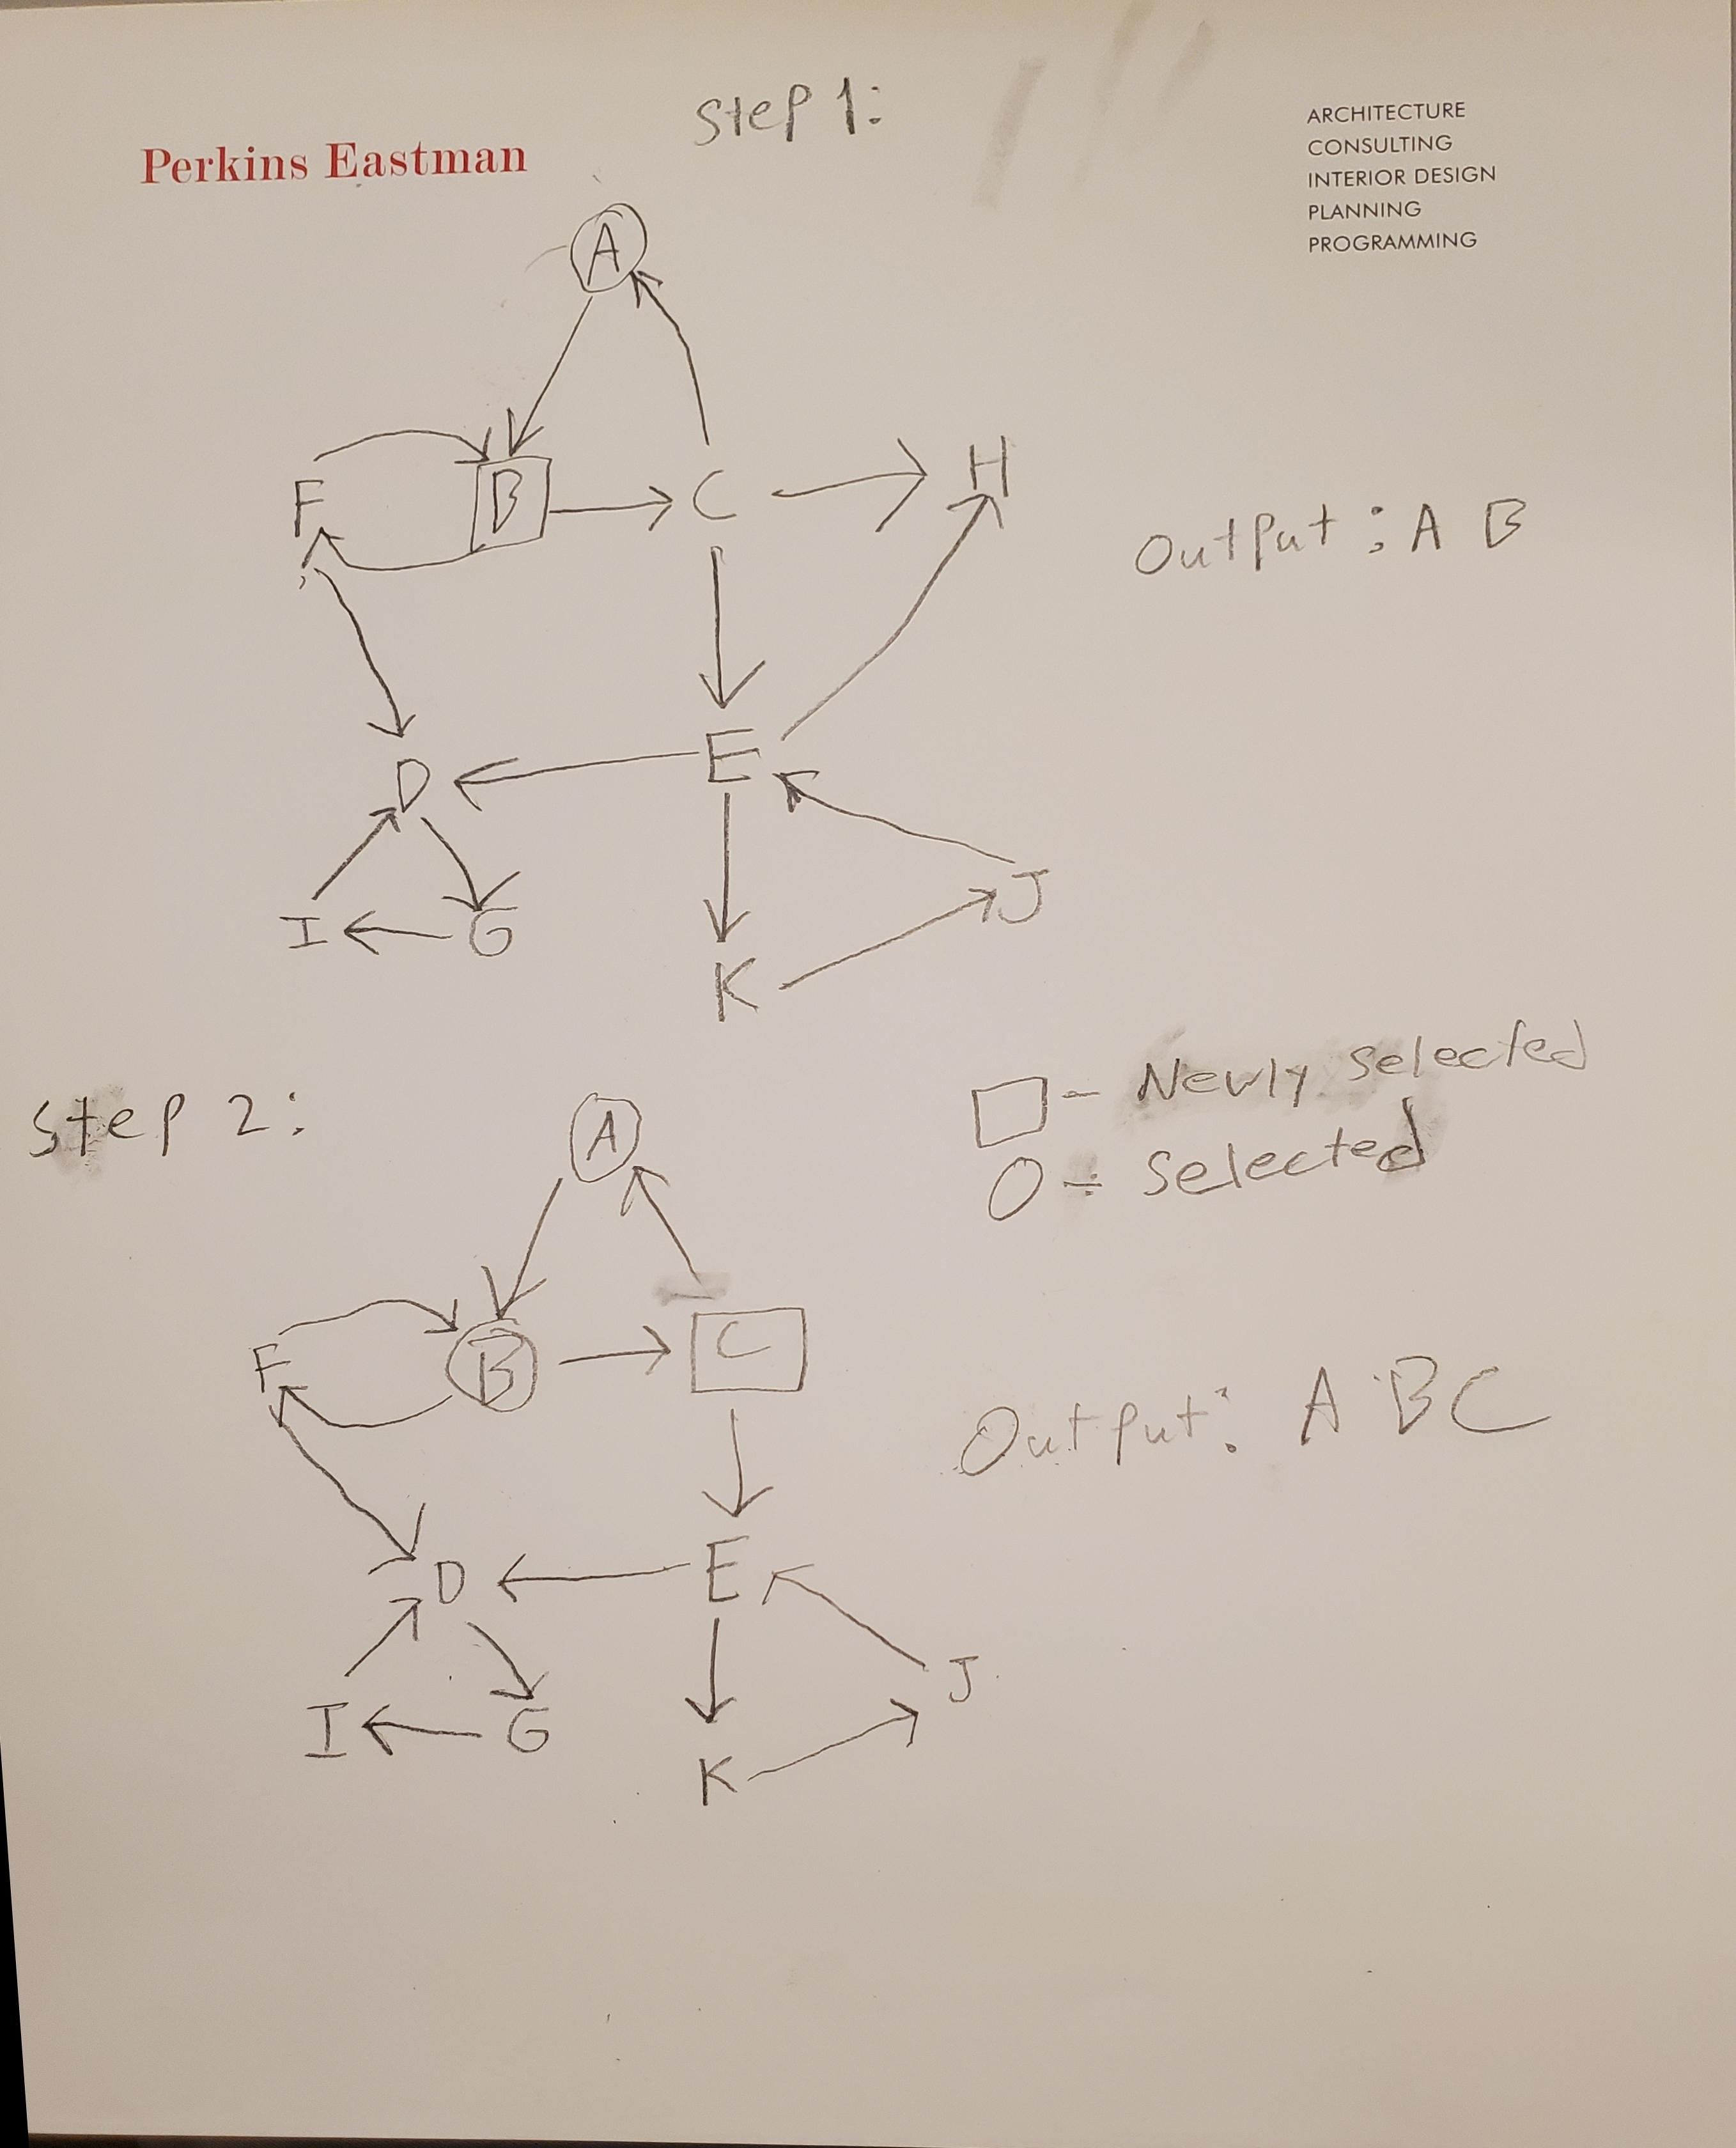 Step 1:
Perkins Eastman
ARCHITECTURE
CONSULTING
INTERIOR DESIGN
PLANNING
PROGRAMMING
A
F B C H
Output: A B
D E
I G J
K
□ - Newly selected
O - Selected
Step 2:
A
F B C
Output: A B C
D E
J
I G
K